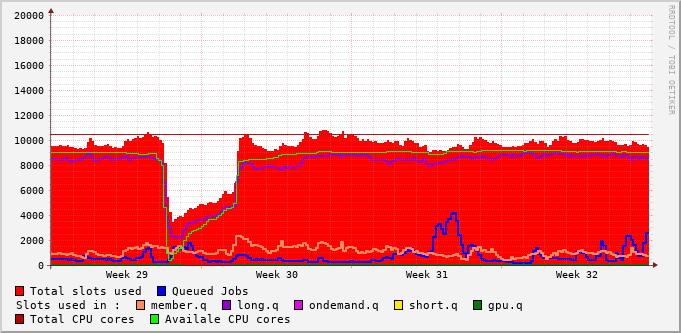 20000
18000
16000
14000
12000
10000
8000
6000
4000
2000
0
Week 29 Week 30 Week 31 Week 32
Total slots used Queued Jobs
Slots used in : member.q long.q ondemand.q short.q gpu.q
Total CPU cores Availale CPU cores
RRDTOOL / TOBI OETIKER